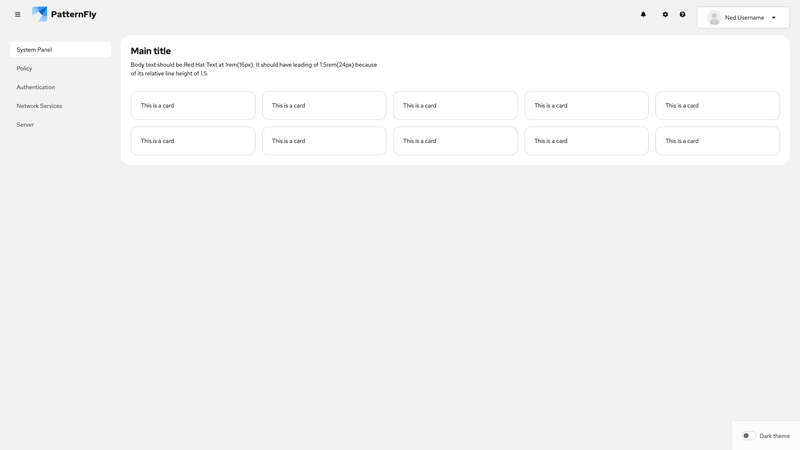 PatternFly
Ned Username
System Panel
Policy
Authentication
Network Services
Server
Main title
Body text should be Red Hat Text at 1rem(16px). It should have leading of 1.5rem(24px) because
of its relative line height of 1.5.
This is a card
This is a card
This is a card
This is a card
This is a card
This is a card
This is a card
This is a card
This is a card
This is a card
Dark theme